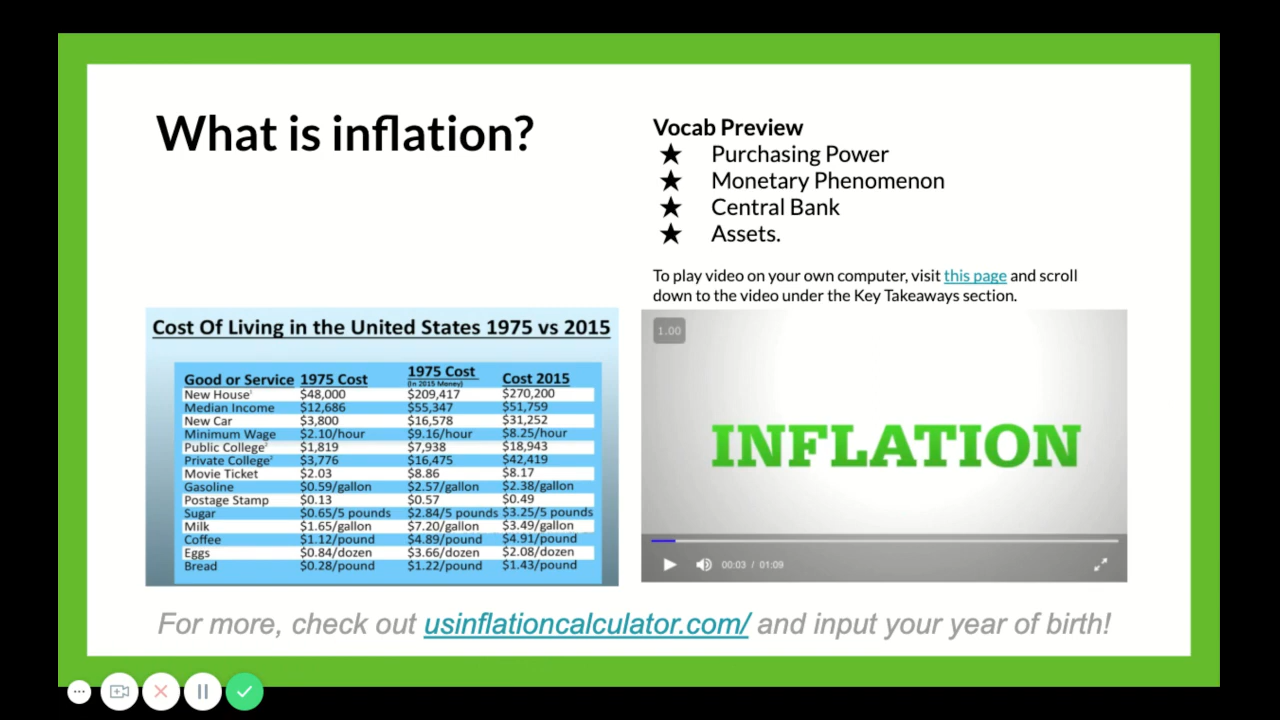 What is inflation?
Vocab Preview
★ Purchasing Power
★ Monetary Phenomenon
★ Central Bank
★ Assets.
To play video on your own computer, visit this page and scroll
down to the video under the Key Takeaways section.
Cost Of Living in the United States 1975 vs 2015
Good or Service 1975 Cost 1975 Cost (In 2015 Money) Cost 2015
New House¹ $48,000 $209,417 $270,200
Median Income $12,686 $55,347 $51,759
New Car $3,800 $16,578 $31,252
Minimum Wage $2.10/hour $9.16/hour $8.25/hour
Public College² $1,819 $7,938 $18,943
Private College² $3,776 $16,475 $42,419
Movie Ticket $2.03 $8.86 $8.17
Gasoline $0.59/gallon $2.57/gallon $2.38/gallon
Postage Stamp $0.13 $0.57 $0.49
Sugar $0.65/5 pounds $2.84/5 pounds $3.25/5 pounds
Milk $1.65/gallon $7.20/gallon $3.49/gallon
Coffee $1.12/pound $4.89/pound $4.91/pound
Eggs $0.84/dozen $3.66/dozen $2.08/dozen
Bread $0.28/pound $1.22/pound $1.43/pound
1.00
INFLATION
00:03 / 01:09
For more, check out usinflationcalculator.com/ and input your year of birth!